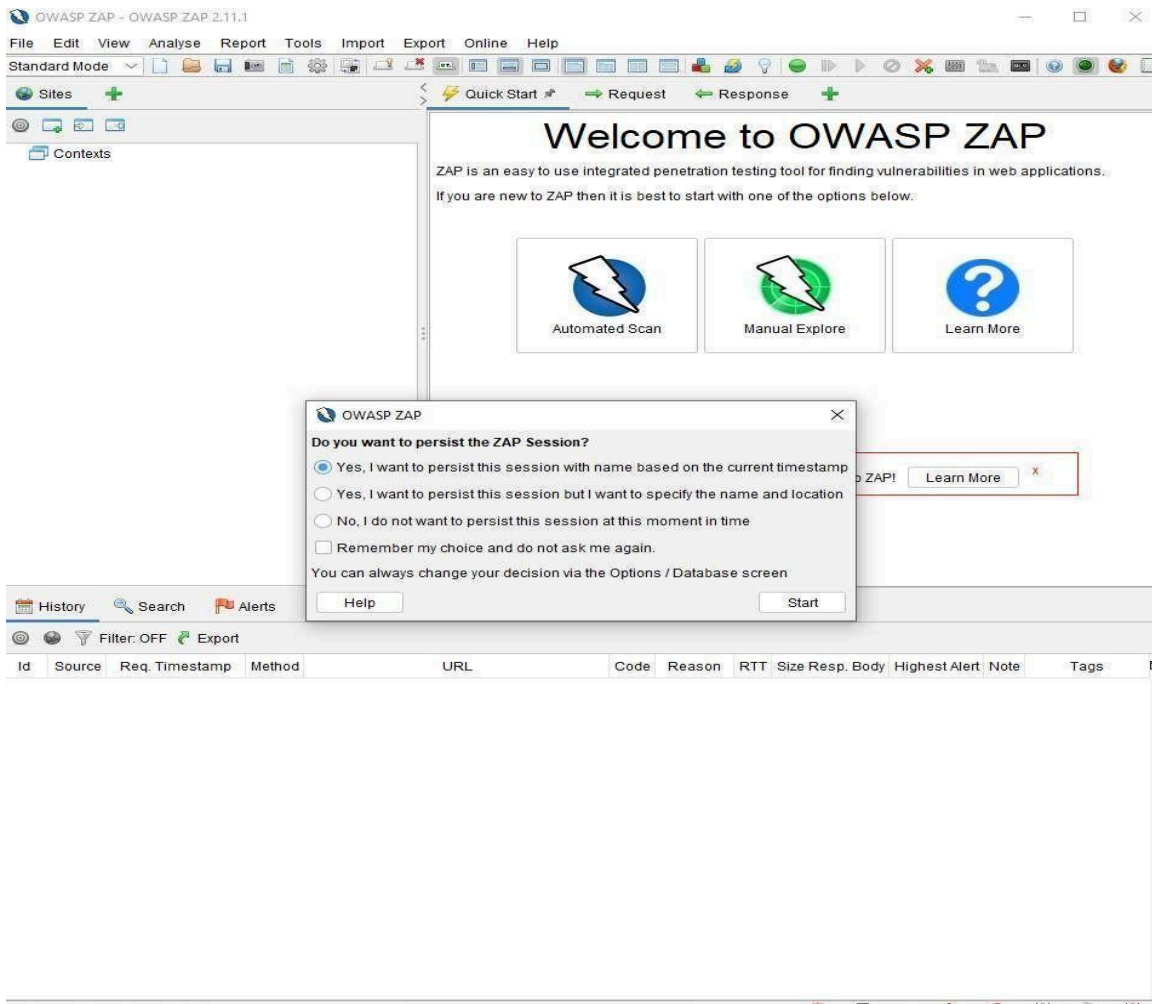 OWASP ZAP - OWASP ZAP 2.11.1
File Edit View Analyse Report Tools Import Export Online Help
Standard Mode
Sites
Quick Start
Request
Response
Contexts
Welcome to OWASP ZAP
ZAP is an easy to use integrated penetration testing tool for finding vulnerabilities in web applications.
If you are new to ZAP then it is best to start with one of the options below.
Automated Scan
Manual Explore
Learn More
OWASP ZAP
Do you want to persist the ZAP Session?
Yes, I want to persist this session with name based on the current timestamp
Yes, I want to persist this session but I want to specify the name and location
No, I do not want to persist this session at this moment in time
Remember my choice and do not ask me again.
You can always change your decision via the Options / Database screen
Help
Start
ZAP!
Learn More
x
History
Search
Alerts
Filter: OFF
Export
Id Source Req. Timestamp Method URL Code Reason RTT Size Resp. Body Highest Alert Note Tags